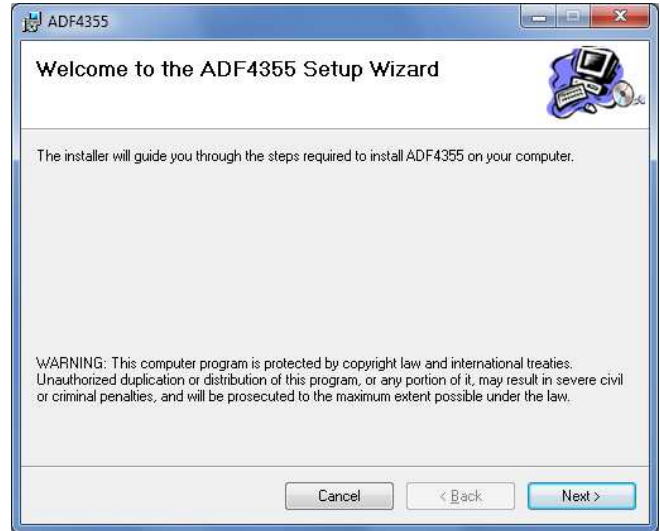 ADF4355
Welcome to the ADF4355 Setup Wizard
The installer will guide you through the steps required to install ADF4355 on your computer.
WARNING: This computer program is protected by copyright law and international treaties.
Unauthorized duplication or distribution of this program, or any portion of it, may result in severe civil
or criminal penalties, and will be prosecuted to the maximum extent possible under the law.
Cancel
< Back
Next >